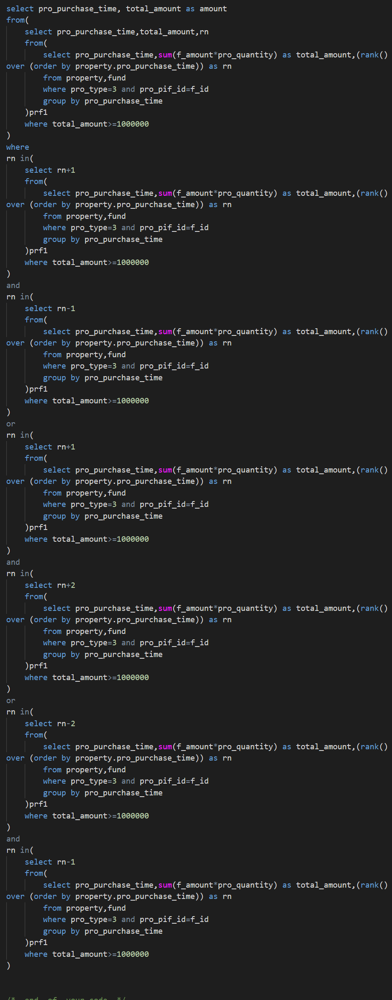 select pro_purchase_time, total_amount as amount
from(
select pro_purchase_time,total_amount,rn
from(
select pro_purchase_time,sum(f_amount*pro_quantity) as total_amount,(rank()
over (order by property.pro_purchase_time)) as rn
from property,fund
where pro_type=3 and pro_pif_id=f_id
group by pro_purchase_time
)prf1
where total_amount>=1000000
)
where
rn in(
select rn+1
from(
select pro_purchase_time,sum(f_amount*pro_quantity) as total_amount,(rank()
over (order by property.pro_purchase_time)) as rn
from property,fund
where pro_type=3 and pro_pif_id=f_id
group by pro_purchase_time
)prf1
where total_amount>=1000000
)
and
rn in(
select rn-1
from(
select pro_purchase_time,sum(f_amount*pro_quantity) as total_amount,(rank()
over (order by property.pro_purchase_time)) as rn
from property,fund
where pro_type=3 and pro_pif_id=f_id
group by pro_purchase_time
)prf1
where total_amount>=1000000
)
or
rn in(
select rn+1
from(
select pro_purchase_time,sum(f_amount*pro_quantity) as total_amount,(rank()
over (order by property.pro_purchase_time)) as rn
from property,fund
where pro_type=3 and pro_pif_id=f_id
group by pro_purchase_time
)prf1
where total_amount>=1000000
)
and
rn in(
select rn+2
from(
select pro_purchase_time,sum(f_amount*pro_quantity) as total_amount,(rank()
over (order by property.pro_purchase_time)) as rn
from property,fund
where pro_type=3 and pro_pif_id=f_id
group by pro_purchase_time
)prf1
where total_amount>=1000000
)
or
rn in(
select rn-2
from(
select pro_purchase_time,sum(f_amount*pro_quantity) as total_amount,(rank()
over (order by property.pro_purchase_time)) as rn
from property,fund
where pro_type=3 and pro_pif_id=f_id
group by pro_purchase_time
)prf1
where total_amount>=1000000
)
and
rn in(
select rn-1
from(
select pro_purchase_time,sum(f_amount*pro_quantity) as total_amount,(rank()
over (order by property.pro_purchase_time)) as rn
from property,fund
where pro_type=3 and pro_pif_id=f_id
group by pro_purchase_time
)prf1
where total_amount>=1000000
)
/* end of your code */